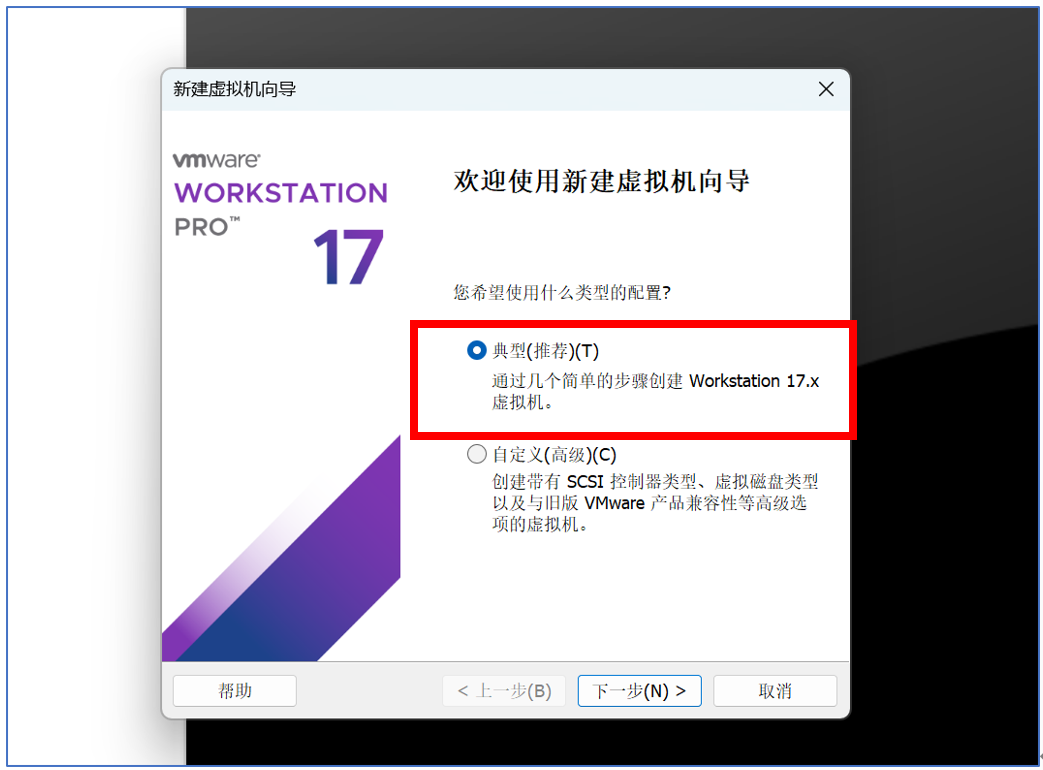 新建虚拟机向导
vmware®
WORKSTATION
PRO™
17
欢迎使用新建虚拟机向导
您希望使用什么类型的配置?
典型(推荐)(T)
通过几个简单的步骤创建 Workstation 17.x
虚拟机。
自定义(高级)(C)
创建带有 SCSI 控制器类型、虚拟磁盘类型
以及与旧版 VMware 产品兼容性等高级选
项的虚拟机。
帮助
< 上一步(B)
下一步(N) >
取消